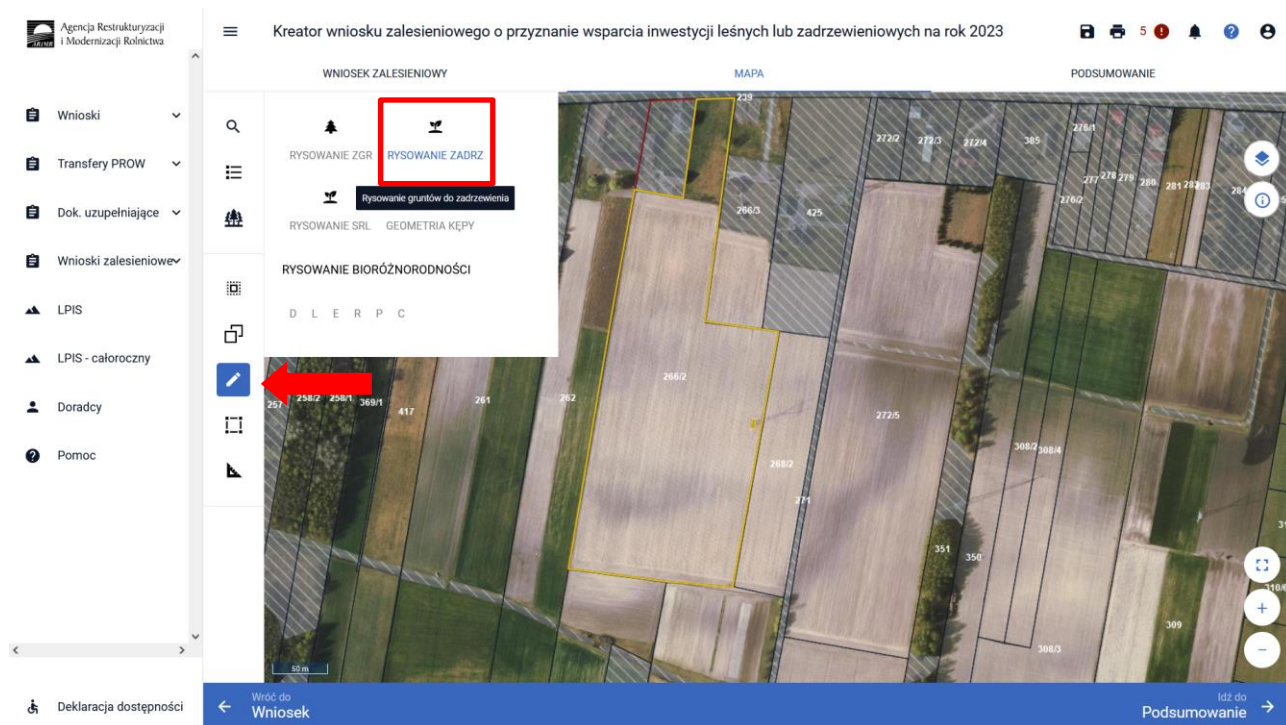 Agencja Restrukturyzacji
i Modernizacji Rolnictwa
ARiMR
Kreator wniosku zalesieniowego o przyznanie wsparcia inwestycji leśnych lub zadrzewieniowych na rok 2023
5
WNIOSEK ZALESIENIOWY
MAPA
PODSUMOWANIE
Wnioski
Transfery PROW
Dok. uzupełniające
Wnioski zalesieniowe
LPIS
LPIS - całoroczny
Doradcy
Pomoc
Deklaracja dostępności
RYSOWANIE ZGR
RYSOWANIE ZADRZ
Rysowanie gruntów do zadrzewienia
RYSOWANIE SRL
GEOMETRIA KĘPY
RYSOWANIE BIORÓŻNORODNOŚCI
D L E R P C
239
272/2
272/3
272/4
385
276/1
277
278
279
280
281
282
283
284
276/2
266/3
425
266/2
257
258/2
258/1
369/1
417
261
262
272/5
268/2
271
308/2
308/4
351
350
309
308/3
50 m
Wróć do
Wniosek
Idź do
Podsumowanie